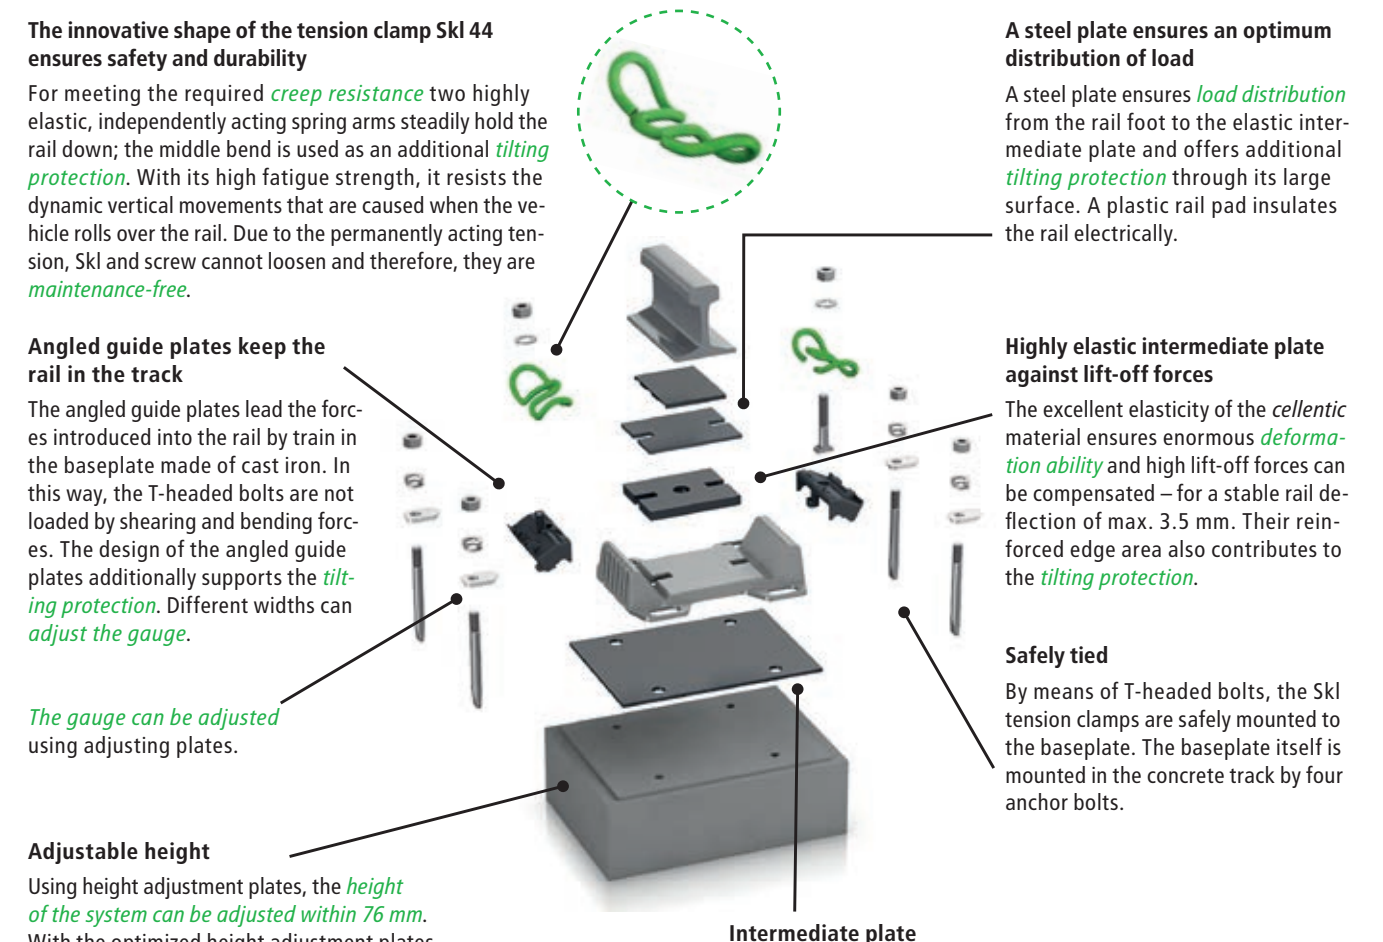 The innovative shape of the tension clamp Skl 44
ensures safety and durability
For meeting the required creep resistance two highly
elastic, independently acting spring arms steadily hold the
rail down; the middle bend is used as an additional tilting
protection. With its high fatigue strength, it resists the
dynamic vertical movements that are caused when the ve-
hicle rolls over the rail. Due to the permanently acting ten-
sion, Skl and screw cannot loosen and therefore, they are
maintenance-free.
Angled guide plates keep the
rail in the track
The angled guide plates lead the forc-
es introduced into the rail by train in
the baseplate made of cast iron. In
this way, the T-headed bolts are not
loaded by shearing and bending forc-
es. The design of the angled guide
plates additionally supports the tilt-
ing protection. Different widths can
adjust the gauge.
The gauge can be adjusted
using adjusting plates.
Adjustable height
Using height adjustment plates, the height
of the system can be adjusted within 76 mm.
With the optimized height adjustment plates
A steel plate ensures an optimum
distribution of load
A steel plate ensures load distribution
from the rail foot to the elastic inter-
mediate plate and offers additional
tilting protection through its large
surface. A plastic rail pad insulates
the rail electrically.
Highly elastic intermediate plate
against lift-off forces
The excellent elasticity of the cellentic
material ensures enormous deforma-
tion ability and high lift-off forces can
be compensated – for a stable rail de-
flection of max. 3.5 mm. Their rein-
forced edge area also contributes to
the tilting protection.
Safely tied
By means of T-headed bolts, the Skl
tension clamps are safely mounted to
the baseplate. The baseplate itself is
mounted in the concrete track by four
anchor bolts.
Intermediate plate